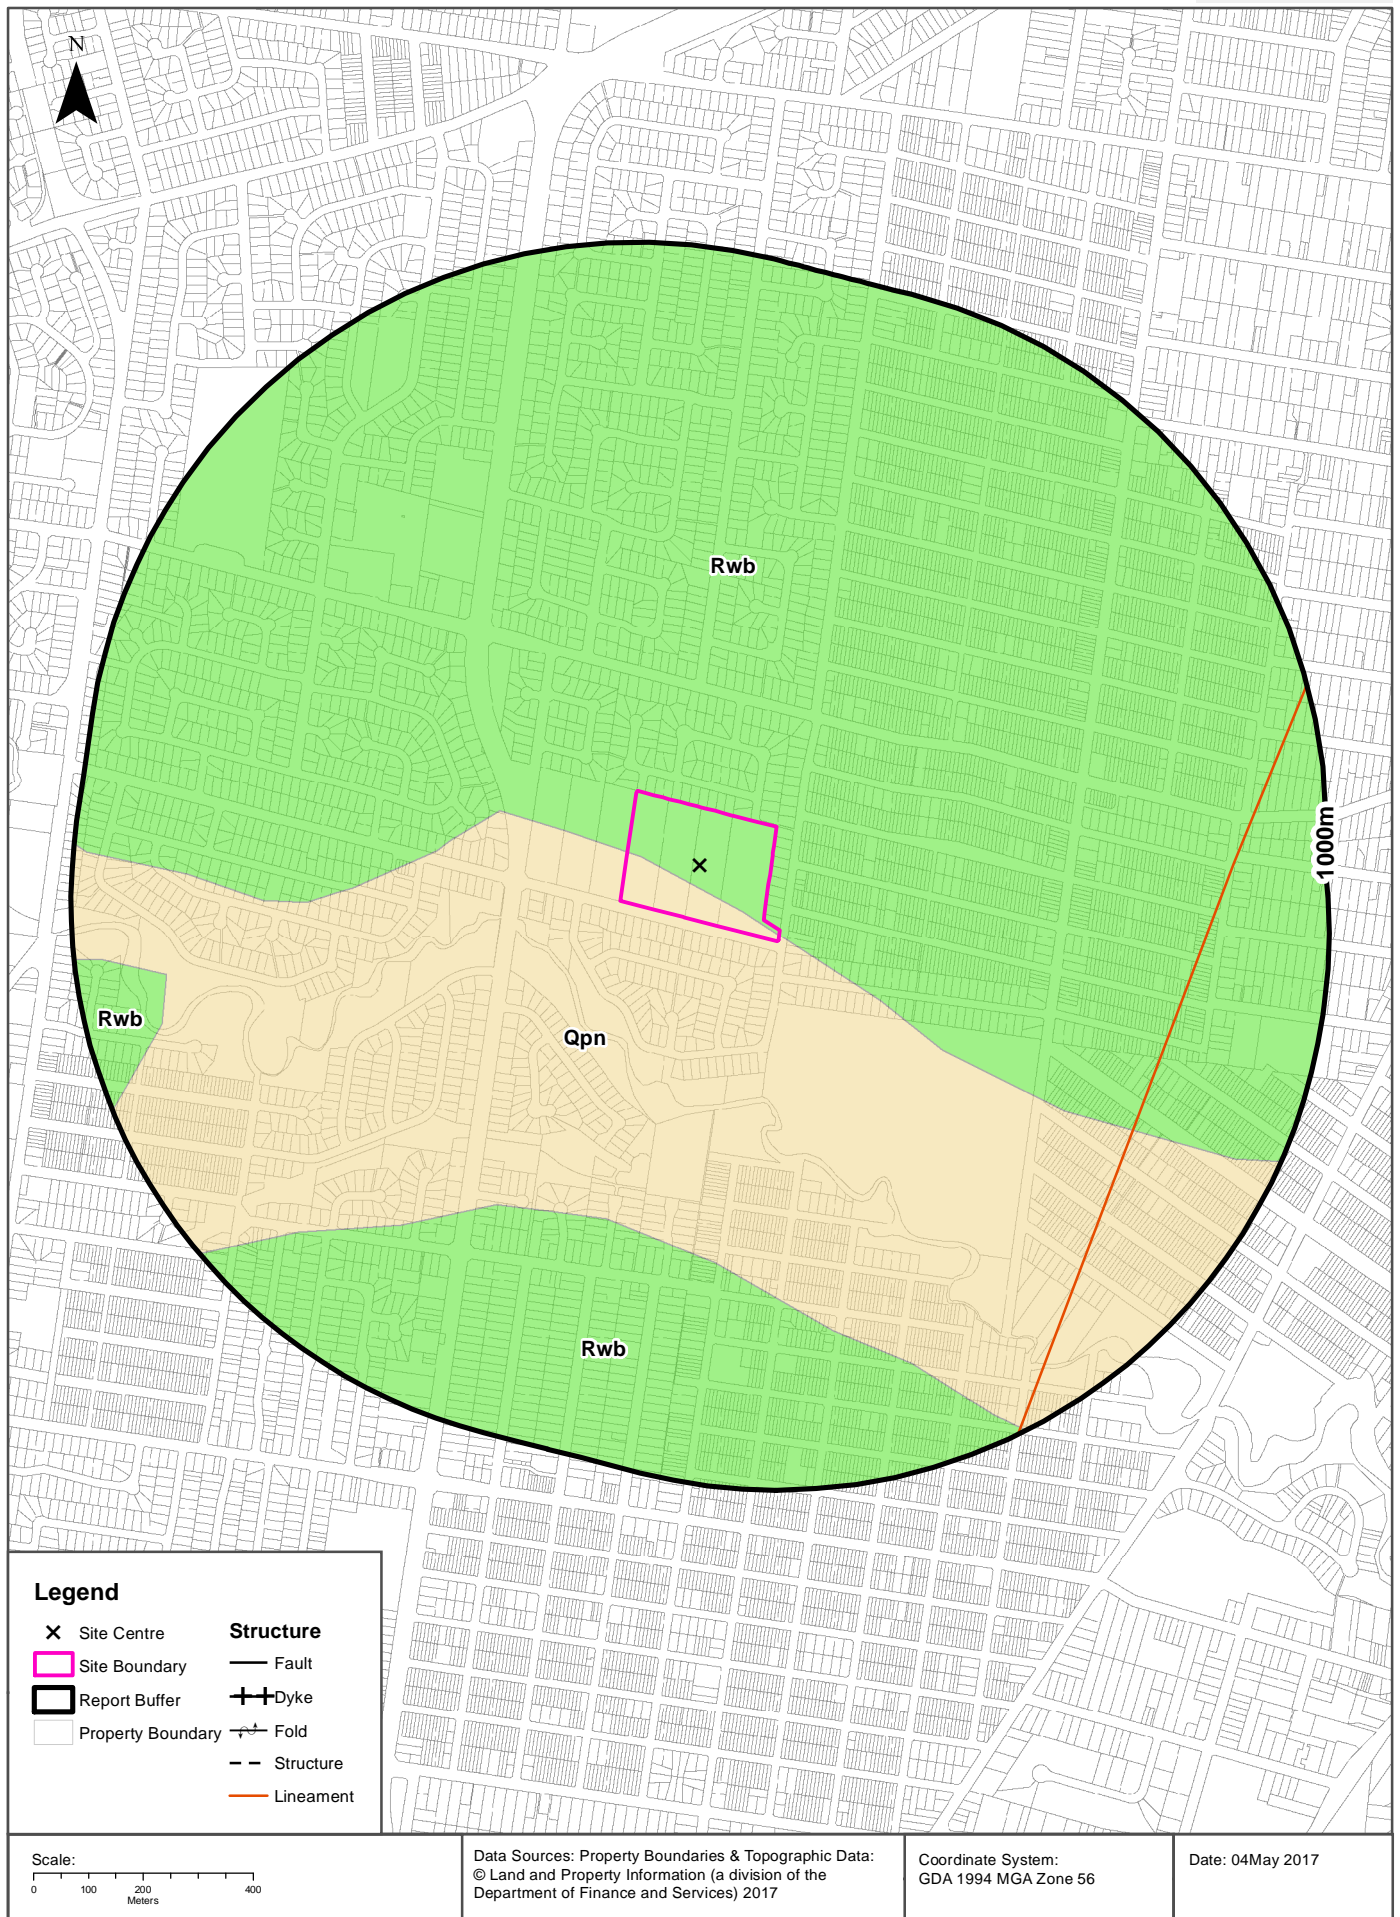 N
Rwb
1000m
Rwb
Qpn
Rwb
Legend
Site Centre
Site Boundary
Report Buffer
Property Boundary
Structure
Fault
Dyke
Fold
Structure
Lineament
Scale:
0 100 200 400
Meters
Data Sources: Property Boundaries & Topographic Data:
© Land and Property Information (a division of the
Department of Finance and Services) 2017
Coordinate System:
GDA 1994 MGA Zone 56
Date: 04May 2017